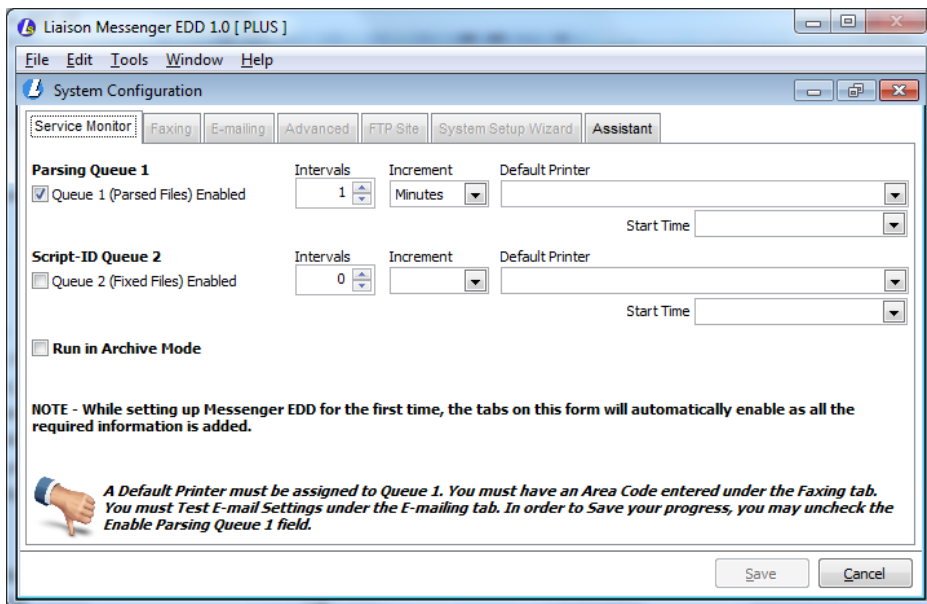 Liaison Messenger EDD 1.0 [ PLUS ]
File Edit Tools Window Help
System Configuration
Service Monitor Faxing E-mailing Advanced FTP Site System Setup Wizard Assistant
Parsing Queue 1 Intervals Increment Default Printer
Queue 1 (Parsed Files) Enabled 1 Minutes
Start Time
Script-ID Queue 2 Intervals Increment Default Printer
Queue 2 (Fixed Files) Enabled 0
Start Time
Run in Archive Mode
NOTE - While setting up Messenger EDD for the first time, the tabs on this form will automatically enable as all the
required information is added.
A Default Printer must be assigned to Queue 1. You must have an Area Code entered under the Faxing tab.
You must Test E-mail Settings under the E-mailing tab. In order to Save your progress, you may uncheck the
Enable Parsing Queue 1 field.
Save Cancel